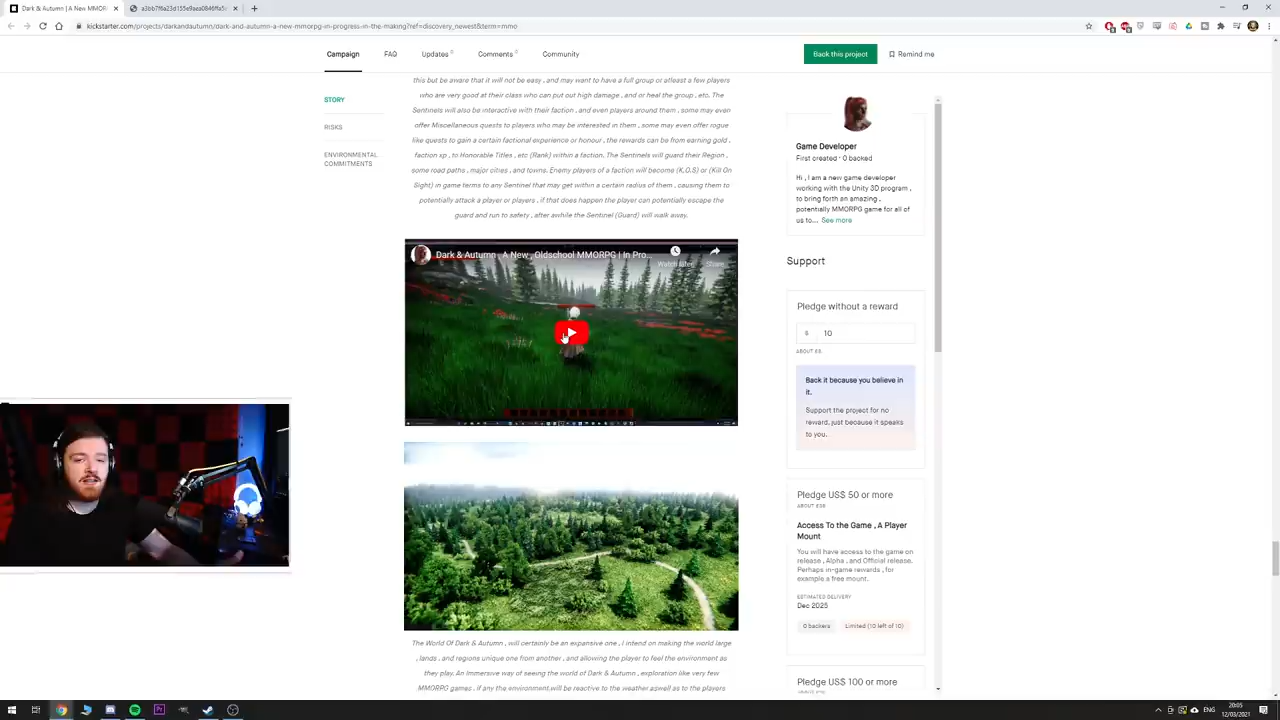 Dark & Autumn | A New MMORP
kickstarter.com/projects/darkandautumn/dark-and-autumn-a-new-mmorpg-in-progress-in-the-making?ref=discovery_newest&term=mmo
Campaign
FAQ
Updates 0
Comments 0
Community
Back this project
Remind me
STORY
RISKS
ENVIRONMENTAL
COMMITMENTS
this but be aware that it will not be easy , and may want to have a full group or atleast a few players
who are very good at their class who can put out high damage , and or heal the group , etc. The
Sentinels will also be interactive with their faction , and even players around them , some may even
offer Miscellaneous quests to players who may be interested in them , some may even offer rogue
like quests to gain a certain factional experience or honour , the rewards can be from earning gold ,
faction xp , to Honorable Titles , etc (Rank) within a faction. The Sentinels will guard their Region ,
some road paths , major cities , and towns. Enemy players of a faction will become (K,O,S) or (Kill On
Sight) in game terms to any Sentinel that may get within a certain radius of them , causing them to
potentially attack a player or players , if that does happen the player can potentially escape the
guard and run to safety , after awhile the Sentinel (Guard) will walk away.
Dark & Autumn , A New , Oldschool MMORPG | In Pro...
Watch later
Share
The World Of Dark & Autumn , will certainly be an expansive one , I intend on making the world large
, lands , and regions unique one from another , and allowing the player to feel the environment as
they play. An Immersive way of seeing the world of Dark & Autumn , exploration like very few
MMORPG games , if any the environment,will be reactive to the weather aswell as to the players
Game Developer
First created · 0 backed
Hi , I am a new game developer
working with the Unity 3D program ,
to bring forth an amazing ,
potentially MMORPG game for all of
us to... See more
Support
Pledge without a reward
$ 10
ABOUT £8
Back it because you believe in
it.
Support the project for no
reward, just because it speaks
to you.
Pledge US$ 50 or more
Access To the Game , A Player
Mount
You will have access to the game on
release , Alpha , and Official release.
Perhaps in-game rewards , for
example a free mount.
ESTIMATED DELIVERY
Dec 2025
0 backers
Limited (10 left of 10)
Pledge US$ 100 or more
ENG
20:05
12/03/2021